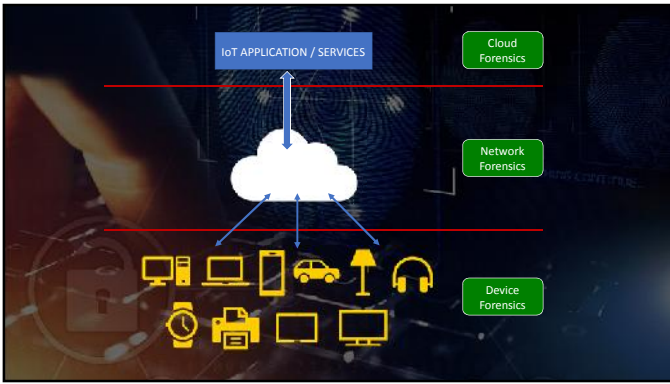 IoT APPLICATION / SERVICES
Cloud
Forensics
Network
Forensics
Device
Forensics